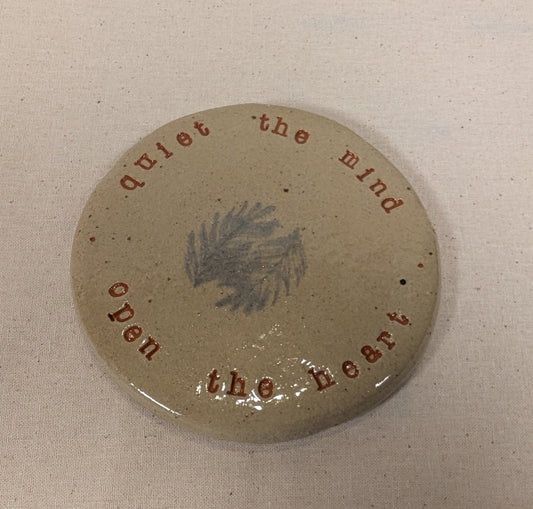 quiet the mind
open the heart